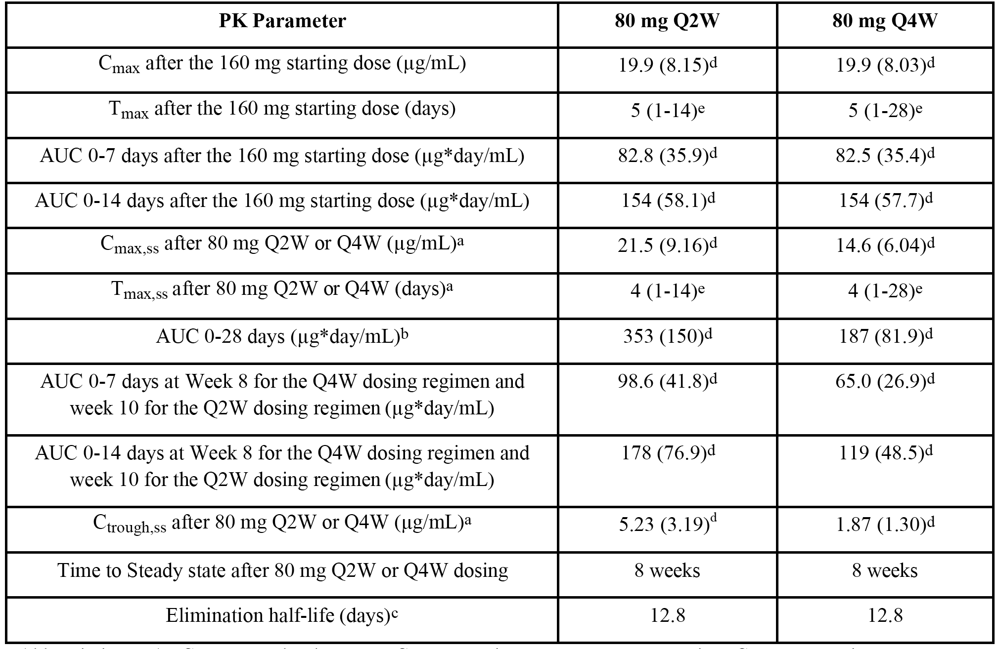 PK Parameter 80 mg Q2W 80 mg Q4W
Cmax after the 160 mg starting dose (µg/mL) 19.9 (8.15)d 19.9 (8.03)d
Tmax after the 160 mg starting dose (days) 5 (1-14)e 5 (1-28)e
AUC 0-7 days after the 160 mg starting dose (µg*day/mL) 82.8 (35.9)d 82.5 (35.4)d
AUC 0-14 days after the 160 mg starting dose (µg*day/mL) 154 (58.1)d 154 (57.7)d
Cmax,ss after 80 mg Q2W or Q4W (µg/mL)a 21.5 (9.16)d 14.6 (6.04)d
Tmax,ss after 80 mg Q2W or Q4W (days)a 4 (1-14)e 4 (1-28)e
AUC 0-28 days (µg*day/mL)b 353 (150)d 187 (81.9)d
AUC 0-7 days at Week 8 for the Q4W dosing regimen and 98.6 (41.8)d 65.0 (26.9)d
week 10 for the Q2W dosing regimen (µg*day/mL)
AUC 0-14 days at Week 8 for the Q4W dosing regimen and 178 (76.9)d 119 (48.5)d
week 10 for the Q2W dosing regimen (µg*day/mL)
Ctrough,ss after 80 mg Q2W or Q4W (µg/mL)a 5.23 (3.19)d 1.87 (1.30)d
Time to Steady state after 80 mg Q2W or Q4W dosing 8 weeks 8 weeks
Elimination half-life (days)c 12.8 12.8